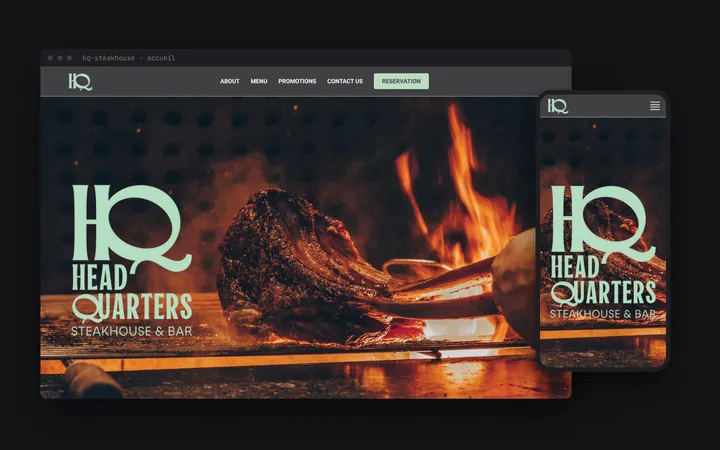 hq-steakhouse - accueil
HQ
ABOUT MENU PROMOTIONS CONTACT US RESERVATION
HQ
HEAD
QUARTERS
STEAKHOUSE & BAR
HQ
HQ
HEAD
QUARTERS
STEAKHOUSE & BAR